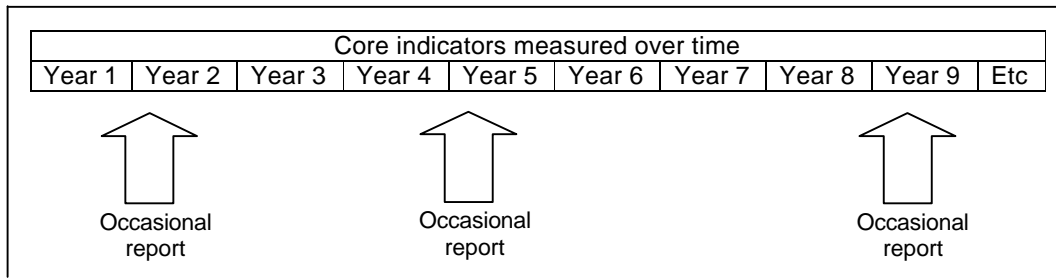 Core indicators measured over time
Year 1 Year 2 Year 3 Year 4 Year 5 Year 6 Year 7 Year 8 Year 9 Etc
Occasional report
Occasional report
Occasional report